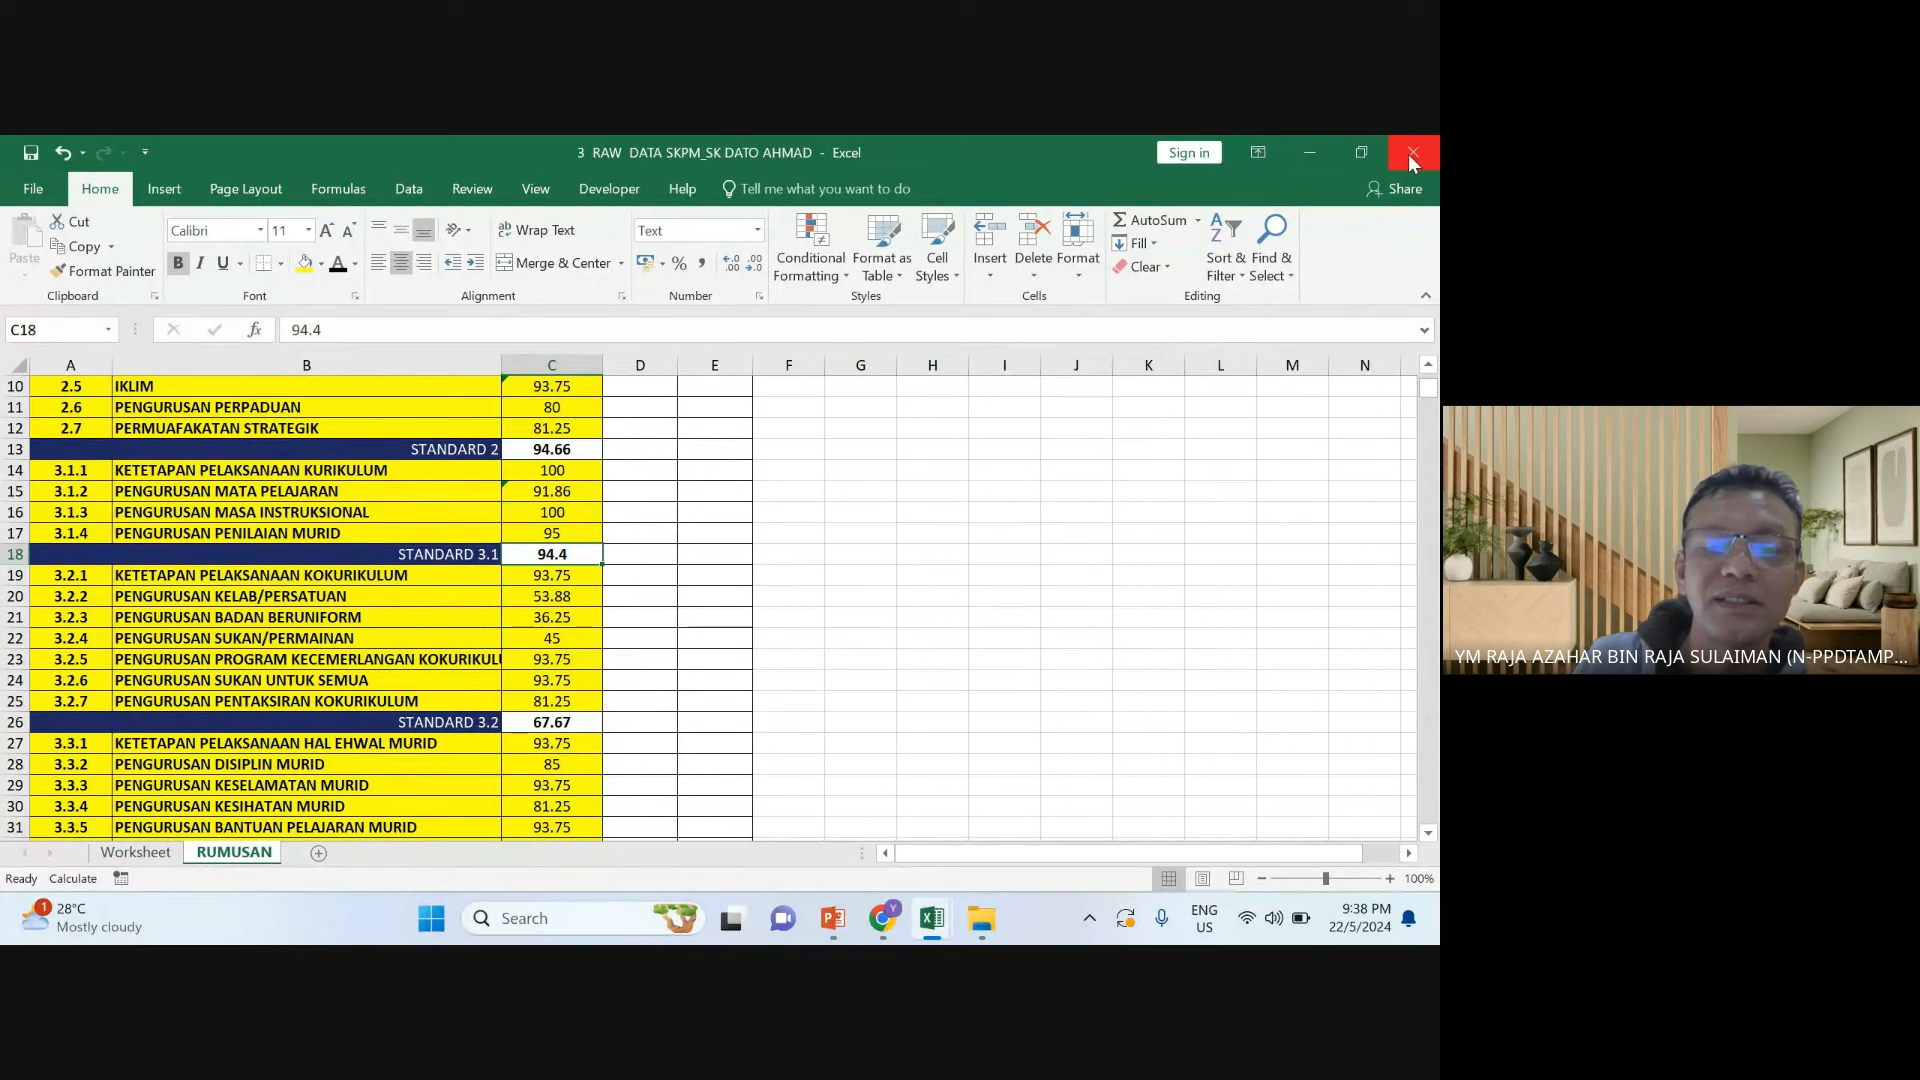 3 RAW DATA SKPM_SK DATO AHMAD - Excel
Sign in
File Home Insert Page Layout Formulas Data Review View Developer Help Tell me what you want to do Share
Paste
Cut
Copy
Format Painter
Clipboard
Calibri 11
B I U
Font
Wrap Text
Merge & Center
Alignment
Text
Number
Conditional Formatting
Format as Table
Cell Styles
Styles
Insert Delete Format
Cells
AutoSum
Fill
Clear
Sort & Filter
Find & Select
Editing
C18 fx 94.4
A B C D E F G H I J K L M N
10 2.5 IKLIM 93.75
11 2.6 PENGURUSAN PERPADUAN 80
12 2.7 PERMUAFAKATAN STRATEGIK 81.25
13 STANDARD 2 94.66
14 3.1.1 KETETAPAN PELAKSANAAN KURIKULUM 100
15 3.1.2 PENGURUSAN MATA PELAJARAN 91.86
16 3.1.3 PENGURUSAN MASA INSTRUKSIONAL 100
17 3.1.4 PENGURUSAN PENILAIAN MURID 95
18 STANDARD 3.1 94.4
19 3.2.1 KETETAPAN PELAKSANAAN KOKURIKULUM 93.75
20 3.2.2 PENGURUSAN KELAB/PERSATUAN 53.88
21 3.2.3 PENGURUSAN BADAN BERUNIFORM 36.25
22 3.2.4 PENGURUSAN SUKAN/PERMAINAN 45
23 3.2.5 PENGURUSAN PROGRAM KECEMERLANGAN KOKURIKUL 93.75
24 3.2.6 PENGURUSAN SUKAN UNTUK SEMUA 93.75
25 3.2.7 PENGURUSAN PENTAKSIRAN KOKURIKULUM 81.25
26 STANDARD 3.2 67.67
27 3.3.1 KETETAPAN PELAKSANAAN HAL EHWAL MURID 93.75
28 3.3.2 PENGURUSAN DISIPLIN MURID 85
29 3.3.3 PENGURUSAN KESELAMATAN MURID 93.75
30 3.3.4 PENGURUSAN KESIHATAN MURID 81.25
31 3.3.5 PENGURUSAN BANTUAN PELAJARAN MURID 93.75
Worksheet RUMUSAN
Ready Calculate 100%
1 28°C
Mostly cloudy
Search
ENG
US
9:38 PM
22/5/2024
YM RAJA AZAHAR BIN RAJA SULAIMAN (N-PPDTAMP...